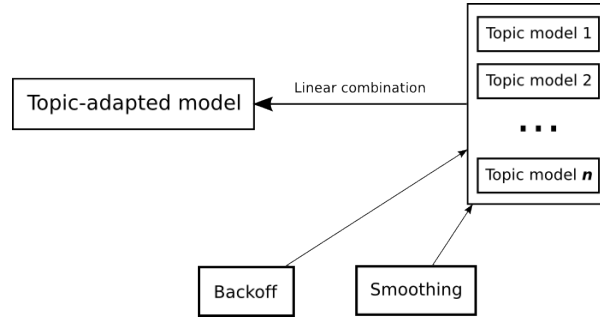 Topic model 1
Topic model 2
Linear combination
Topic-adapted model
...
Topic model n
Backoff
Smoothing